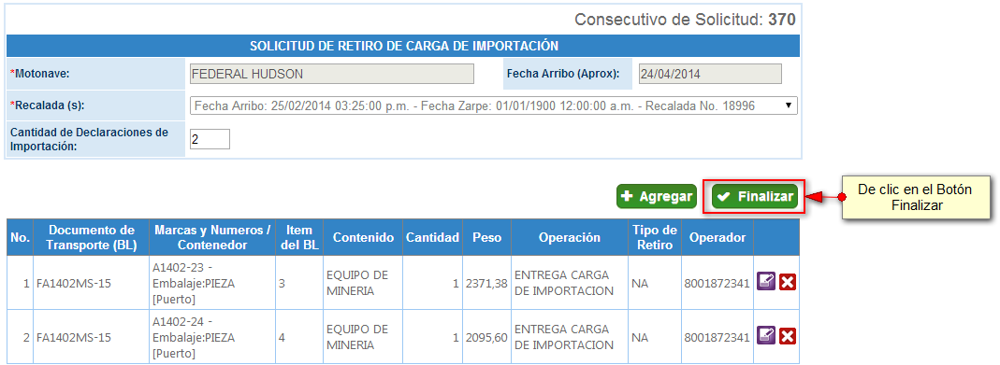 Consecutivo de Solicitud: 370
SOLICITUD DE RETIRO DE CARGA DE IMPORTACIÓN
*Motonave: FEDERAL HUDSON Fecha Arribo (Aprox): 24/04/2014
*Recalada (s): Fecha Arribo: 25/02/2014 03:25:00 p.m. - Fecha Zarpe: 01/01/1900 12:00:00 a.m. - Recalada No. 18996
Cantidad de Declaraciones de
Importación:
2
Agregar Finalizar
De clic en el Botón
Finalizar
No. Documento de Transporte (BL) Marcas y Numeros / Contenedor Item del BL Contenido Cantidad Peso Operación Tipo de Retiro Operador
1 FA1402MS-15 A1402-23 - Embalaje:PIEZA [Puerto] 3 EQUIPO DE MINERIA 1 2371,38 ENTREGA CARGA DE IMPORTACION NA 8001872341
2 FA1402MS-15 A1402-24 - Embalaje:PIEZA [Puerto] 4 EQUIPO DE MINERIA 1 2095,60 ENTREGA CARGA DE IMPORTACION NA 8001872341